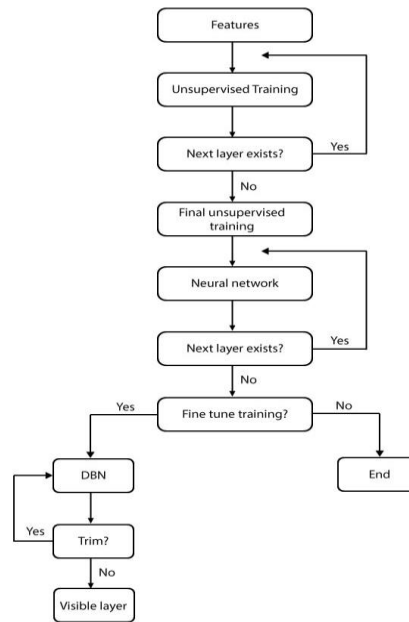 Features
Unsupervised Training
Next layer exists?
Yes
No
Final unsupervised
training
Neural network
Next layer exists?
Yes
No
Yes
Fine tune training?
No
DBN
End
Yes
Trim?
No
Visible layer